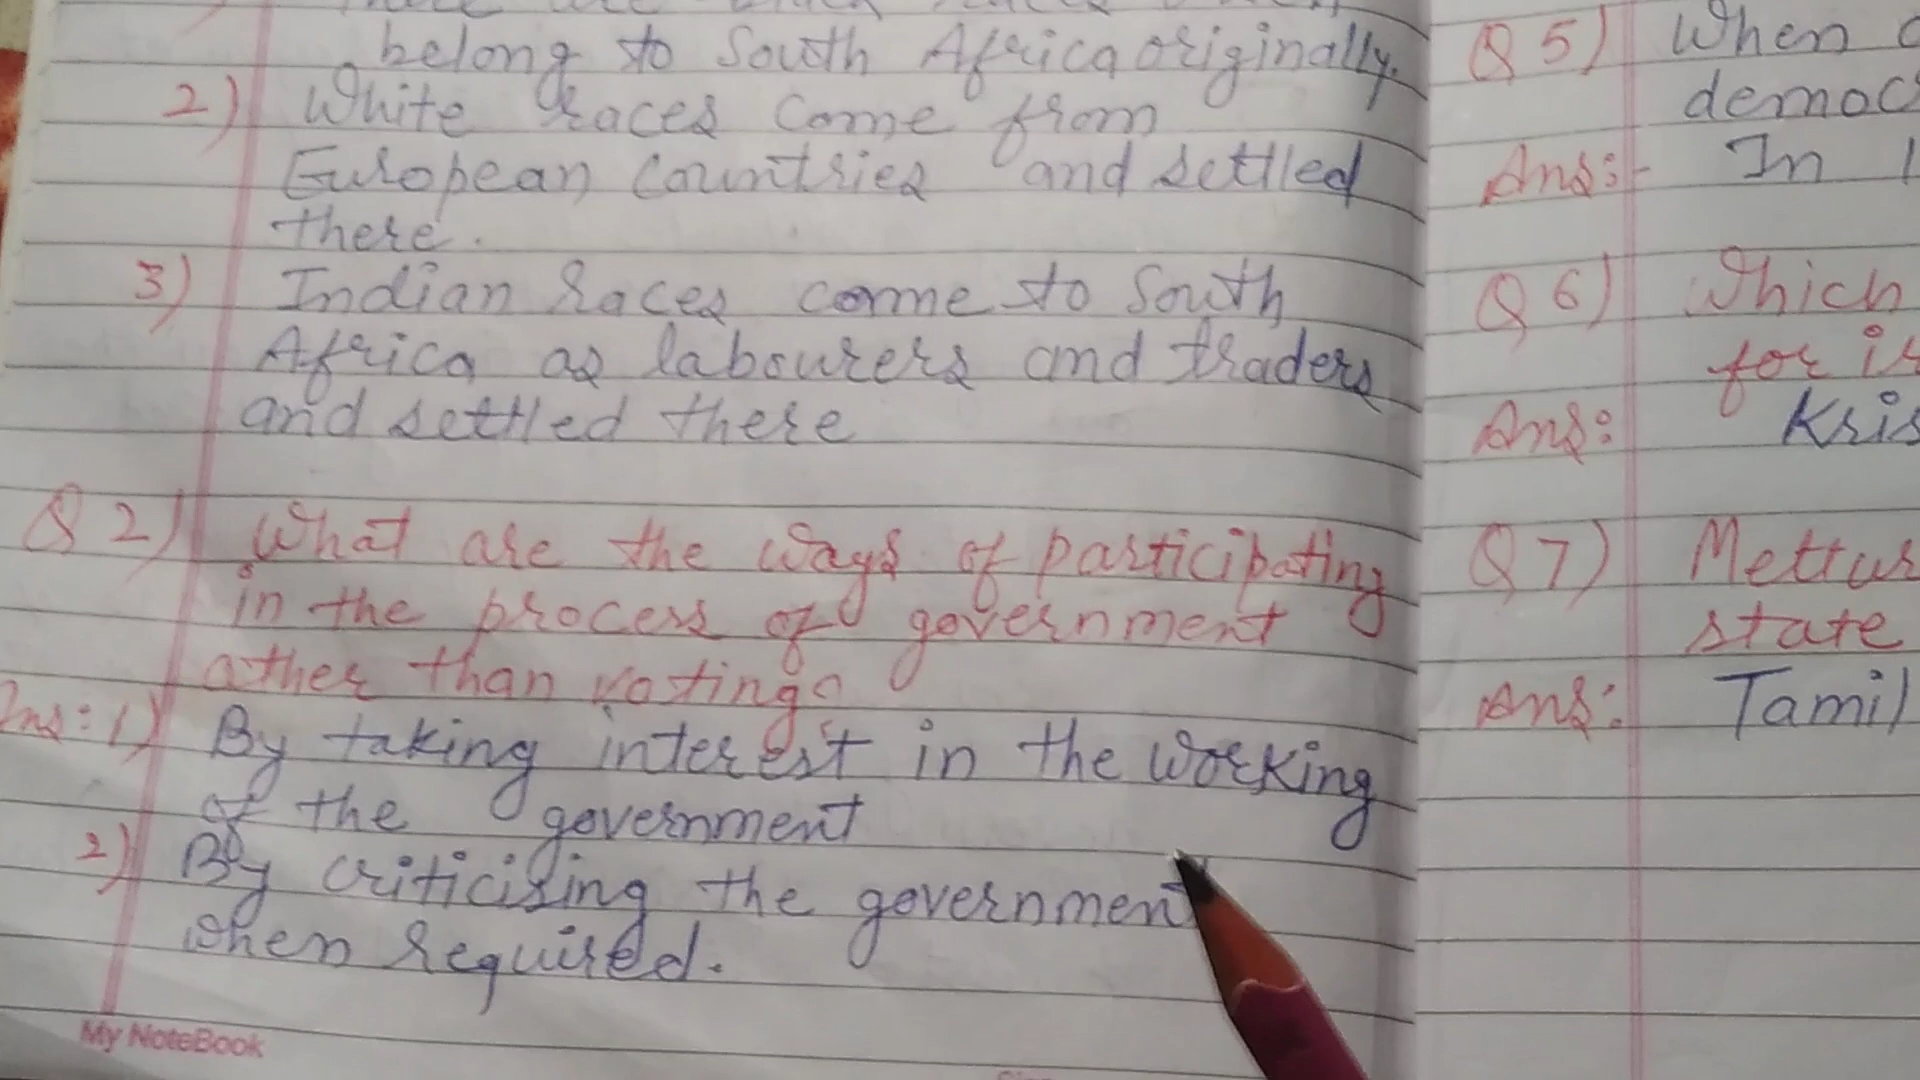 belong to South Africa originally.
2) White races come from
European countries and settled
there.
3) Indian races come to South
Africa as labourers and traders
and settled there
Q 2) What are the ways of participating
in the process of government
other than voting?
Ans: 1) By taking interest in the working
of the government
2) By criticising the government
when required.
My NoteBook
Q 5) When
democ
Ans:- In 1
Q 6) Which
for ir
Ans: Kris
Q 7) Mettur
state
Ans: Tamil